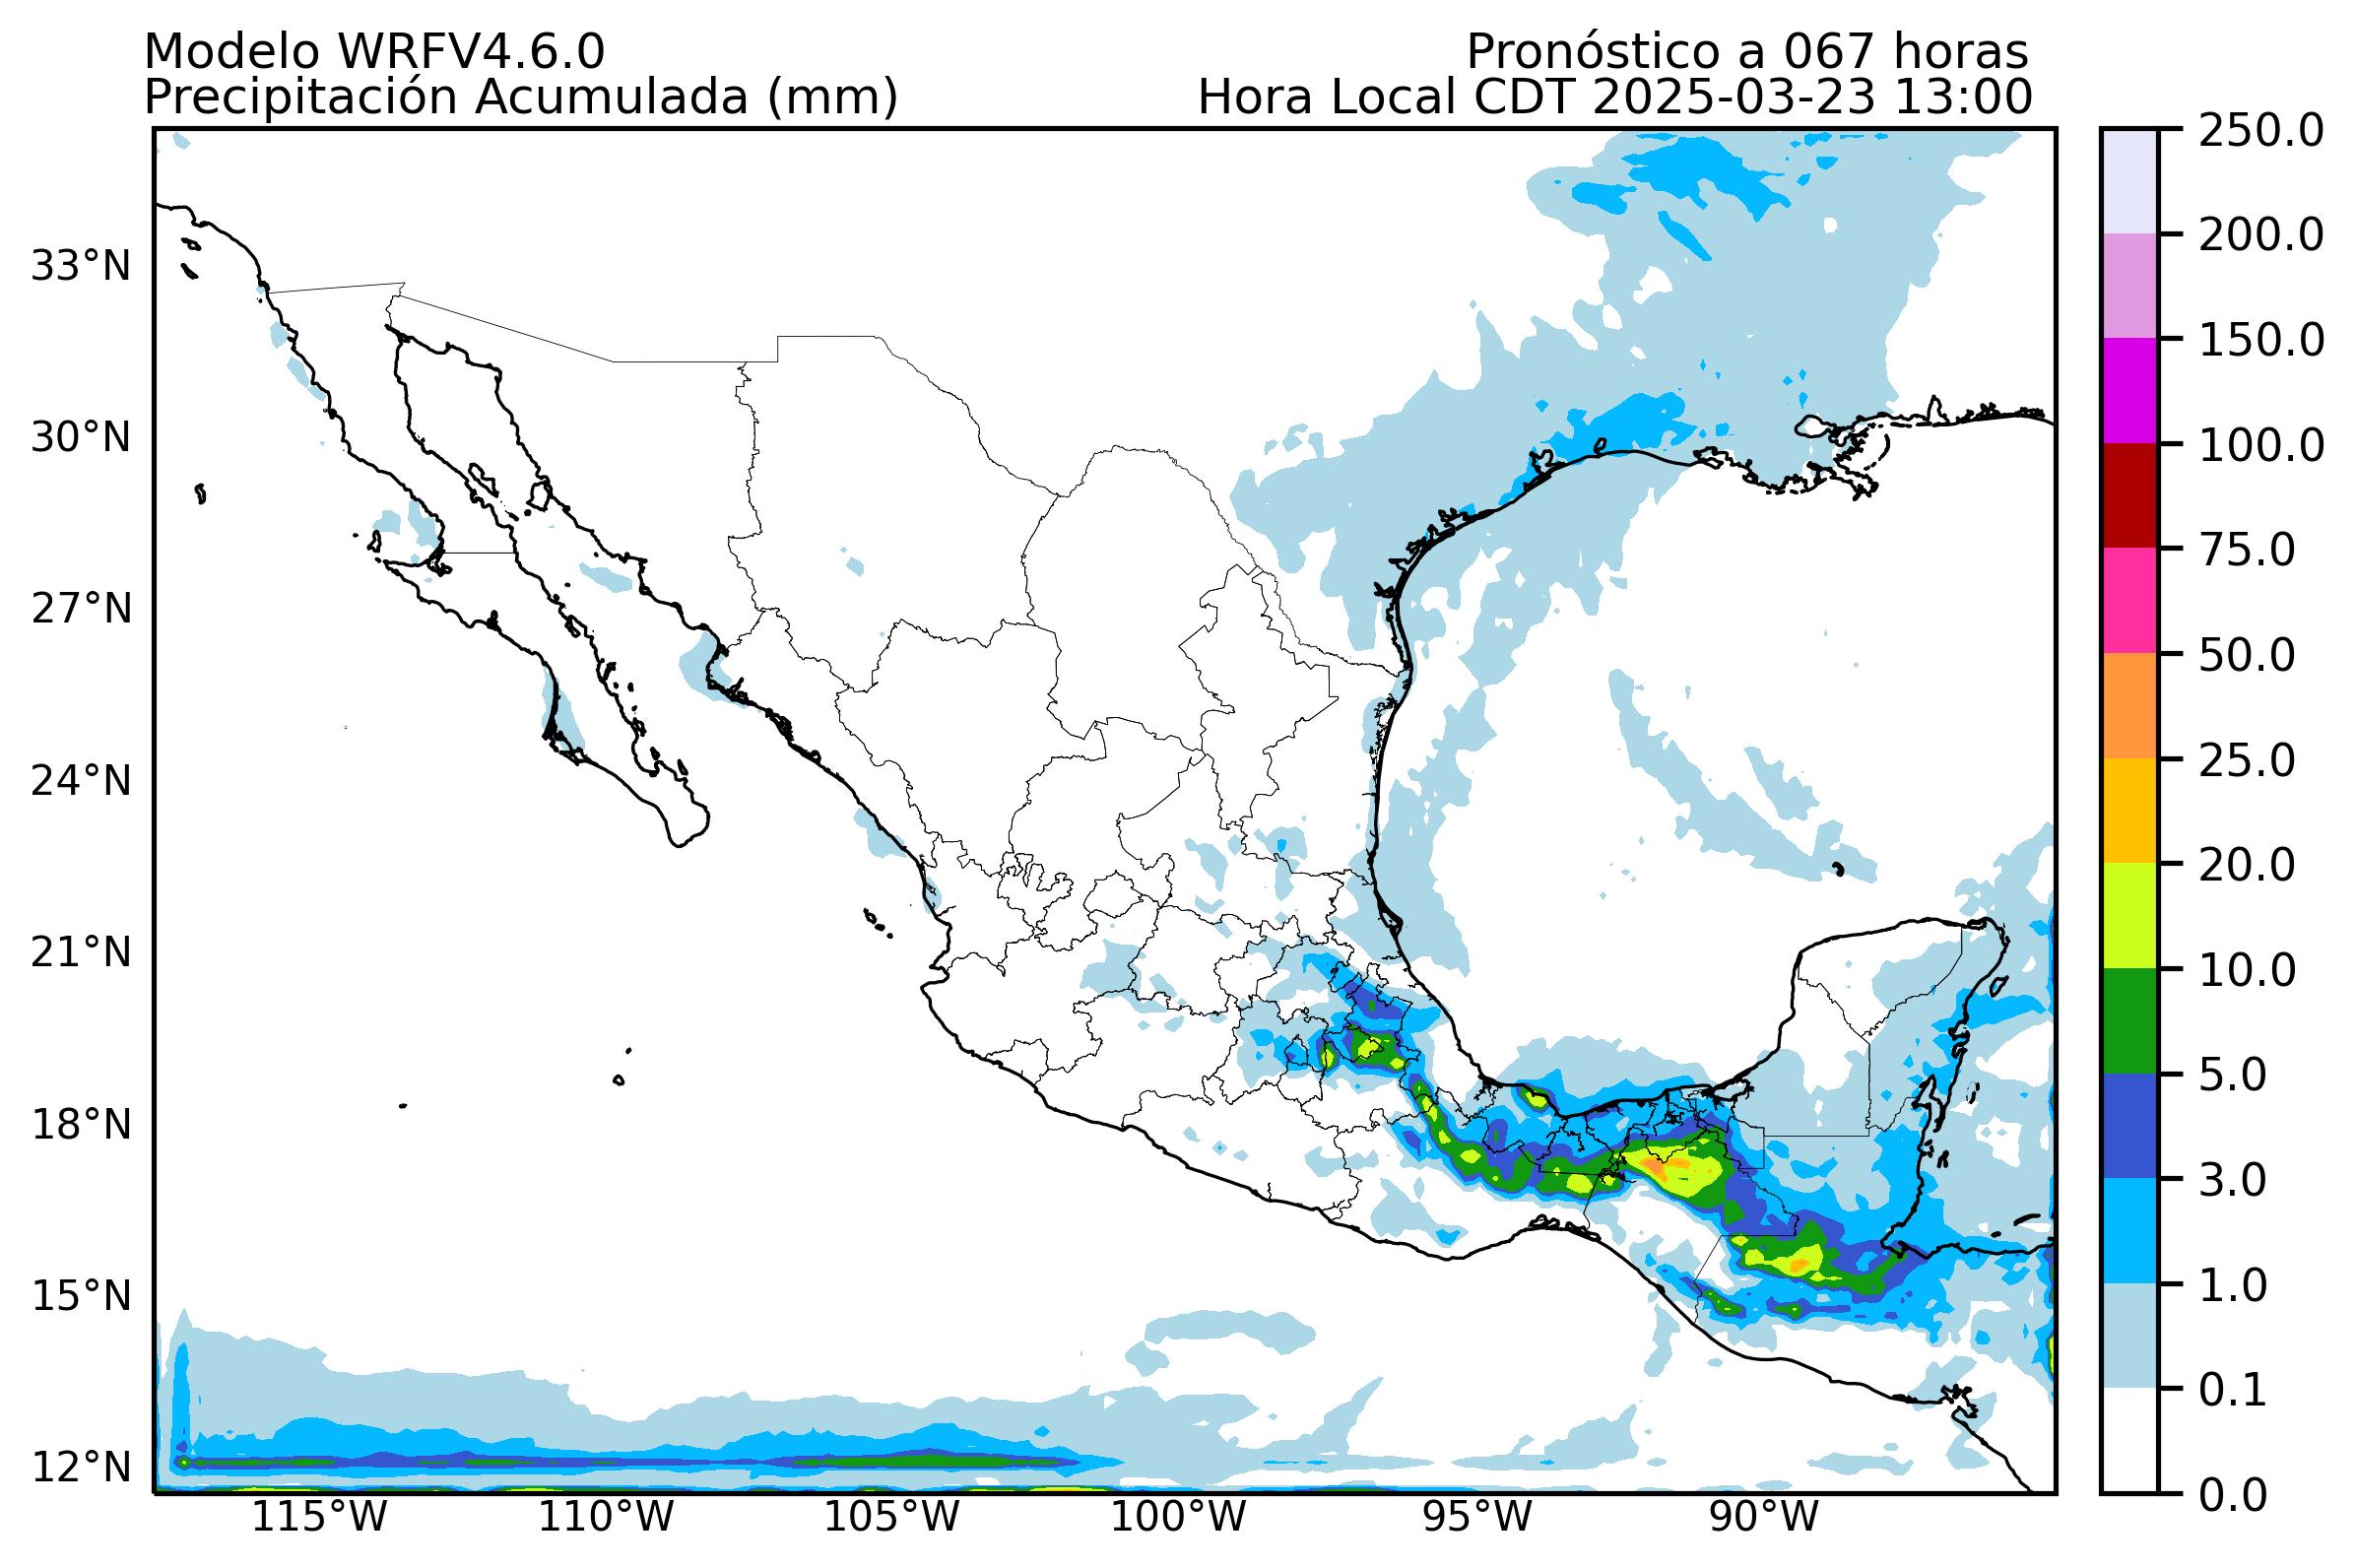 Modelo WRFV4.6.0
Pronóstico a 067 horas
Precipitación Acumulada (mm)
Hora Local CDT 2025-03-23 13:00
33°N
30°N
27°N
24°N
21°N
18°N
15°N
12°N
115°W
110°W
105°W
100°W
95°W
90°W
250.0
200.0
150.0
100.0
75.0
50.0
25.0
20.0
10.0
5.0
3.0
1.0
0.1
0.0